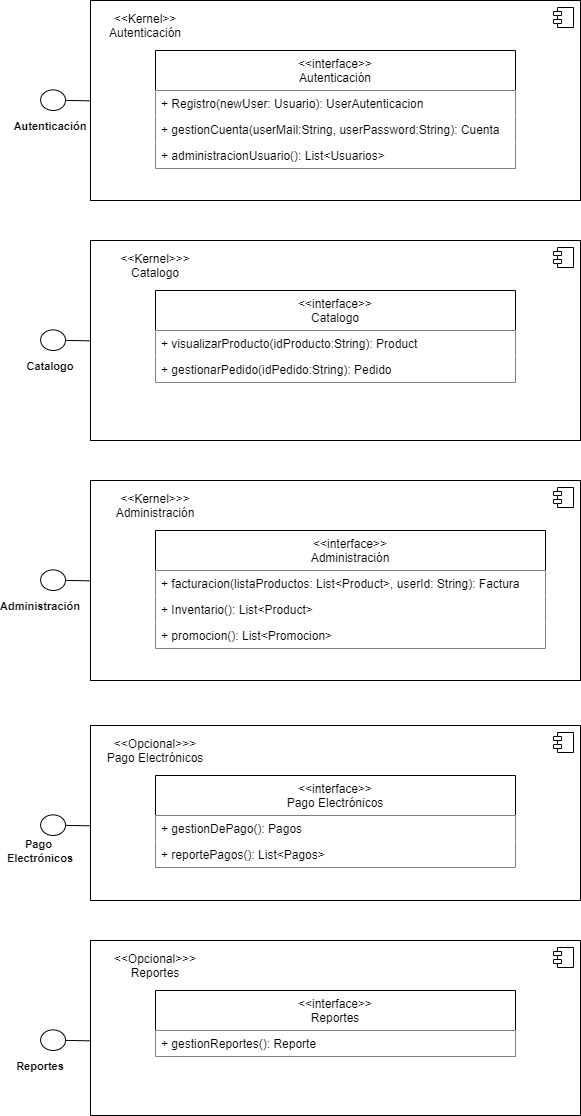 <<Kernel>>
Autenticación
<<interface>>
Autenticación
+ Registro(newUser: Usuario): UserAutenticacion
+ gestionCuenta(userMail:String, userPassword:String): Cuenta
+ administracionUsuario(): List<Usuarios>
Autenticación
<<Kernel>>>
Catalogo
<<interface>>
Catalogo
+ visualizarProducto(idProducto:String): Product
+ gestionarPedido(idPedido:String): Pedido
Catalogo
<<Kernel>>>
Administración
<<interface>>
Administración
+ facturacion(listaProductos: List<Product>, userId: String): Factura
+ Inventario(): List<Product>
+ promocion(): List<Promocion>
Administración
<<Opcional>>>
Pago Electrónicos
<<interface>>
Pago Electrónicos
+ gestionDePago(): Pagos
+ reportePagos(): List<Pagos>
Pago
Electrónicos
<<Opcional>>>
Reportes
<<interface>>
Reportes
+ gestionReportes(): Reporte
Reportes